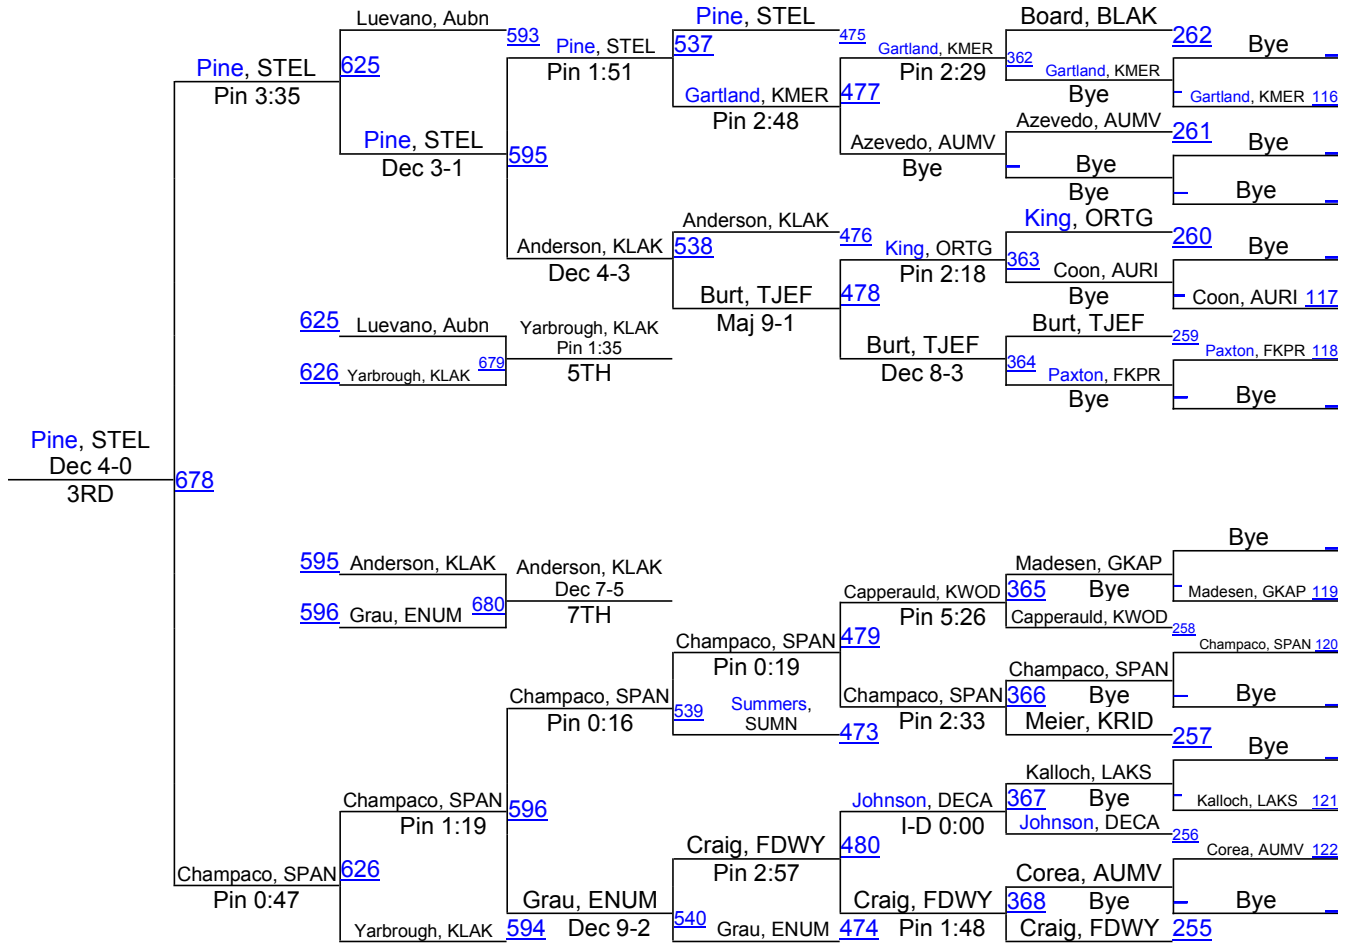 Luevano, Aubn
593
Pine, STEL
Pin 1:51
Pine, STEL
537
475
Gartland, KMER
Pin 2:29
Board, BLAK
262
Bye
362
Gartland, KMER
Bye
Gartland, KMER 116
Pine, STEL
Pin 3:35
625
Gartland, KMER
Pin 2:48
477
Azevedo, AUMV
Bye
Azevedo, AUMV
261
Bye
Bye
Bye
Bye
Pine, STEL
Dec 3-1
595
Anderson, KLAK
Dec 4-3
Anderson, KLAK
538
476
King, ORTG
Pin 2:18
King, ORTG
260
Bye
363
Coon, AURI
Bye
Coon, AURI 117
Burt, TJEF
Maj 9-1
478
Burt, TJEF
Dec 8-3
Burt, TJEF
259
Paxton, FKPR 118
364
Paxton, FKPR
Bye
Bye
625
Luevano, Aubn
Yarbrough, KLAK
Pin 1:35
626
Yarbrough, KLAK
679
5TH
Pine, STEL
Dec 4-0
3RD
678
595
Anderson, KLAK
Anderson, KLAK
Dec 7-5
596
Grau, ENUM
680
7TH
Bye
Madesen, GKAP
365
Bye
Madesen, GKAP 119
Capperauld, KWOD
Pin 5:26
Capperauld, KWOD
258
Champaco, SPAN 120
Champaco, SPAN
Pin 0:19
479
Champaco, SPAN
366
Bye
Bye
Champaco, SPAN
Pin 0:16
539
Summers,
SUMN
473
Champaco, SPAN
Pin 2:33
Meier, KRID
257
Bye
Kalloch, LAKS
367
Bye
Kalloch, LAKS 121
Champaco, SPAN
Pin 1:19
596
Johnson, DECA
I-D 0:00
Johnson, DECA
256
Corea, AUMV 122
Craig, FDWY
Pin 2:57
480
Corea, AUMV
368
Bye
Bye
Champaco, SPAN
Pin 0:47
626
Grau, ENUM
Dec 9-2
540
Craig, FDWY
Pin 1:48
Yarbrough, KLAK
594
Grau, ENUM
474
Craig, FDWY
255